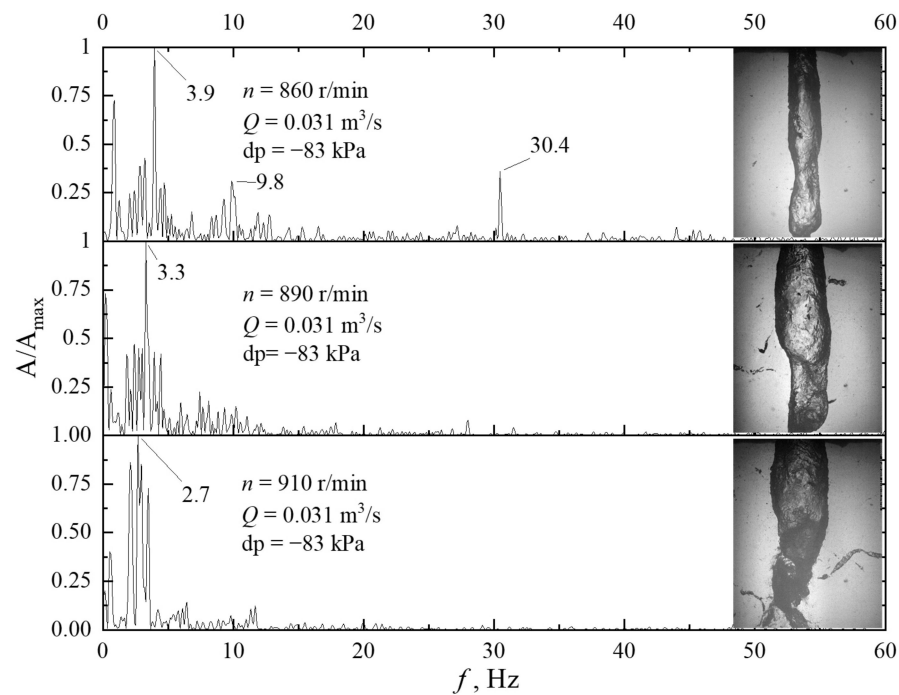 0 10 20 30 40 50 60
1
0.75
0.5
0.25
3.9
9.8
30.4
n = 860 r/min
Q = 0.031 m³/s
dp = −83 kPa
1
0.75
0.5
0.25
3.3
n = 890 r/min
Q = 0.031 m³/s
dp= −83 kPa
A/Amax
1.00
0.75
0.50
0.25
0.00
2.7
n = 910 r/min
Q = 0.031 m³/s
dp = −83 kPa
0 10 20 30 40 50 60
f, Hz